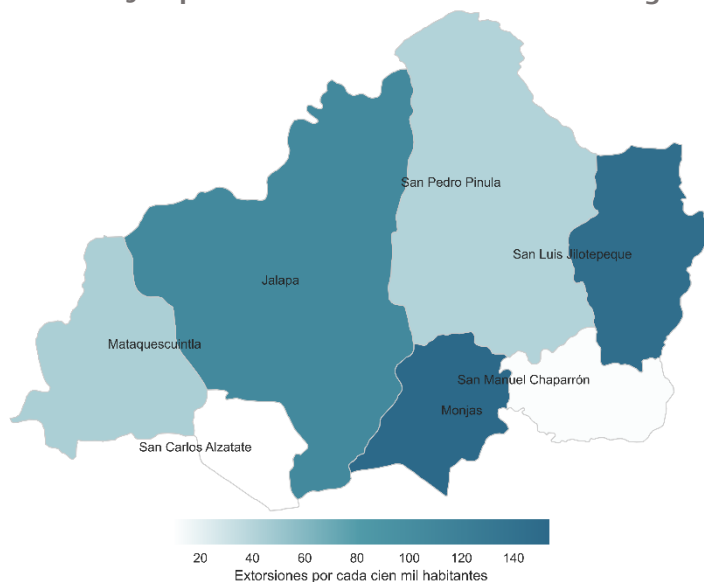 San Pedro Pinula
San Luis Jilotepeque
Jalapa
Mataquescuintla
San Manuel Chaparrón
Monjas
San Carlos Alzatate
20 40 60 80 100 120 140
Extorsiones por cada cien mil habitantes